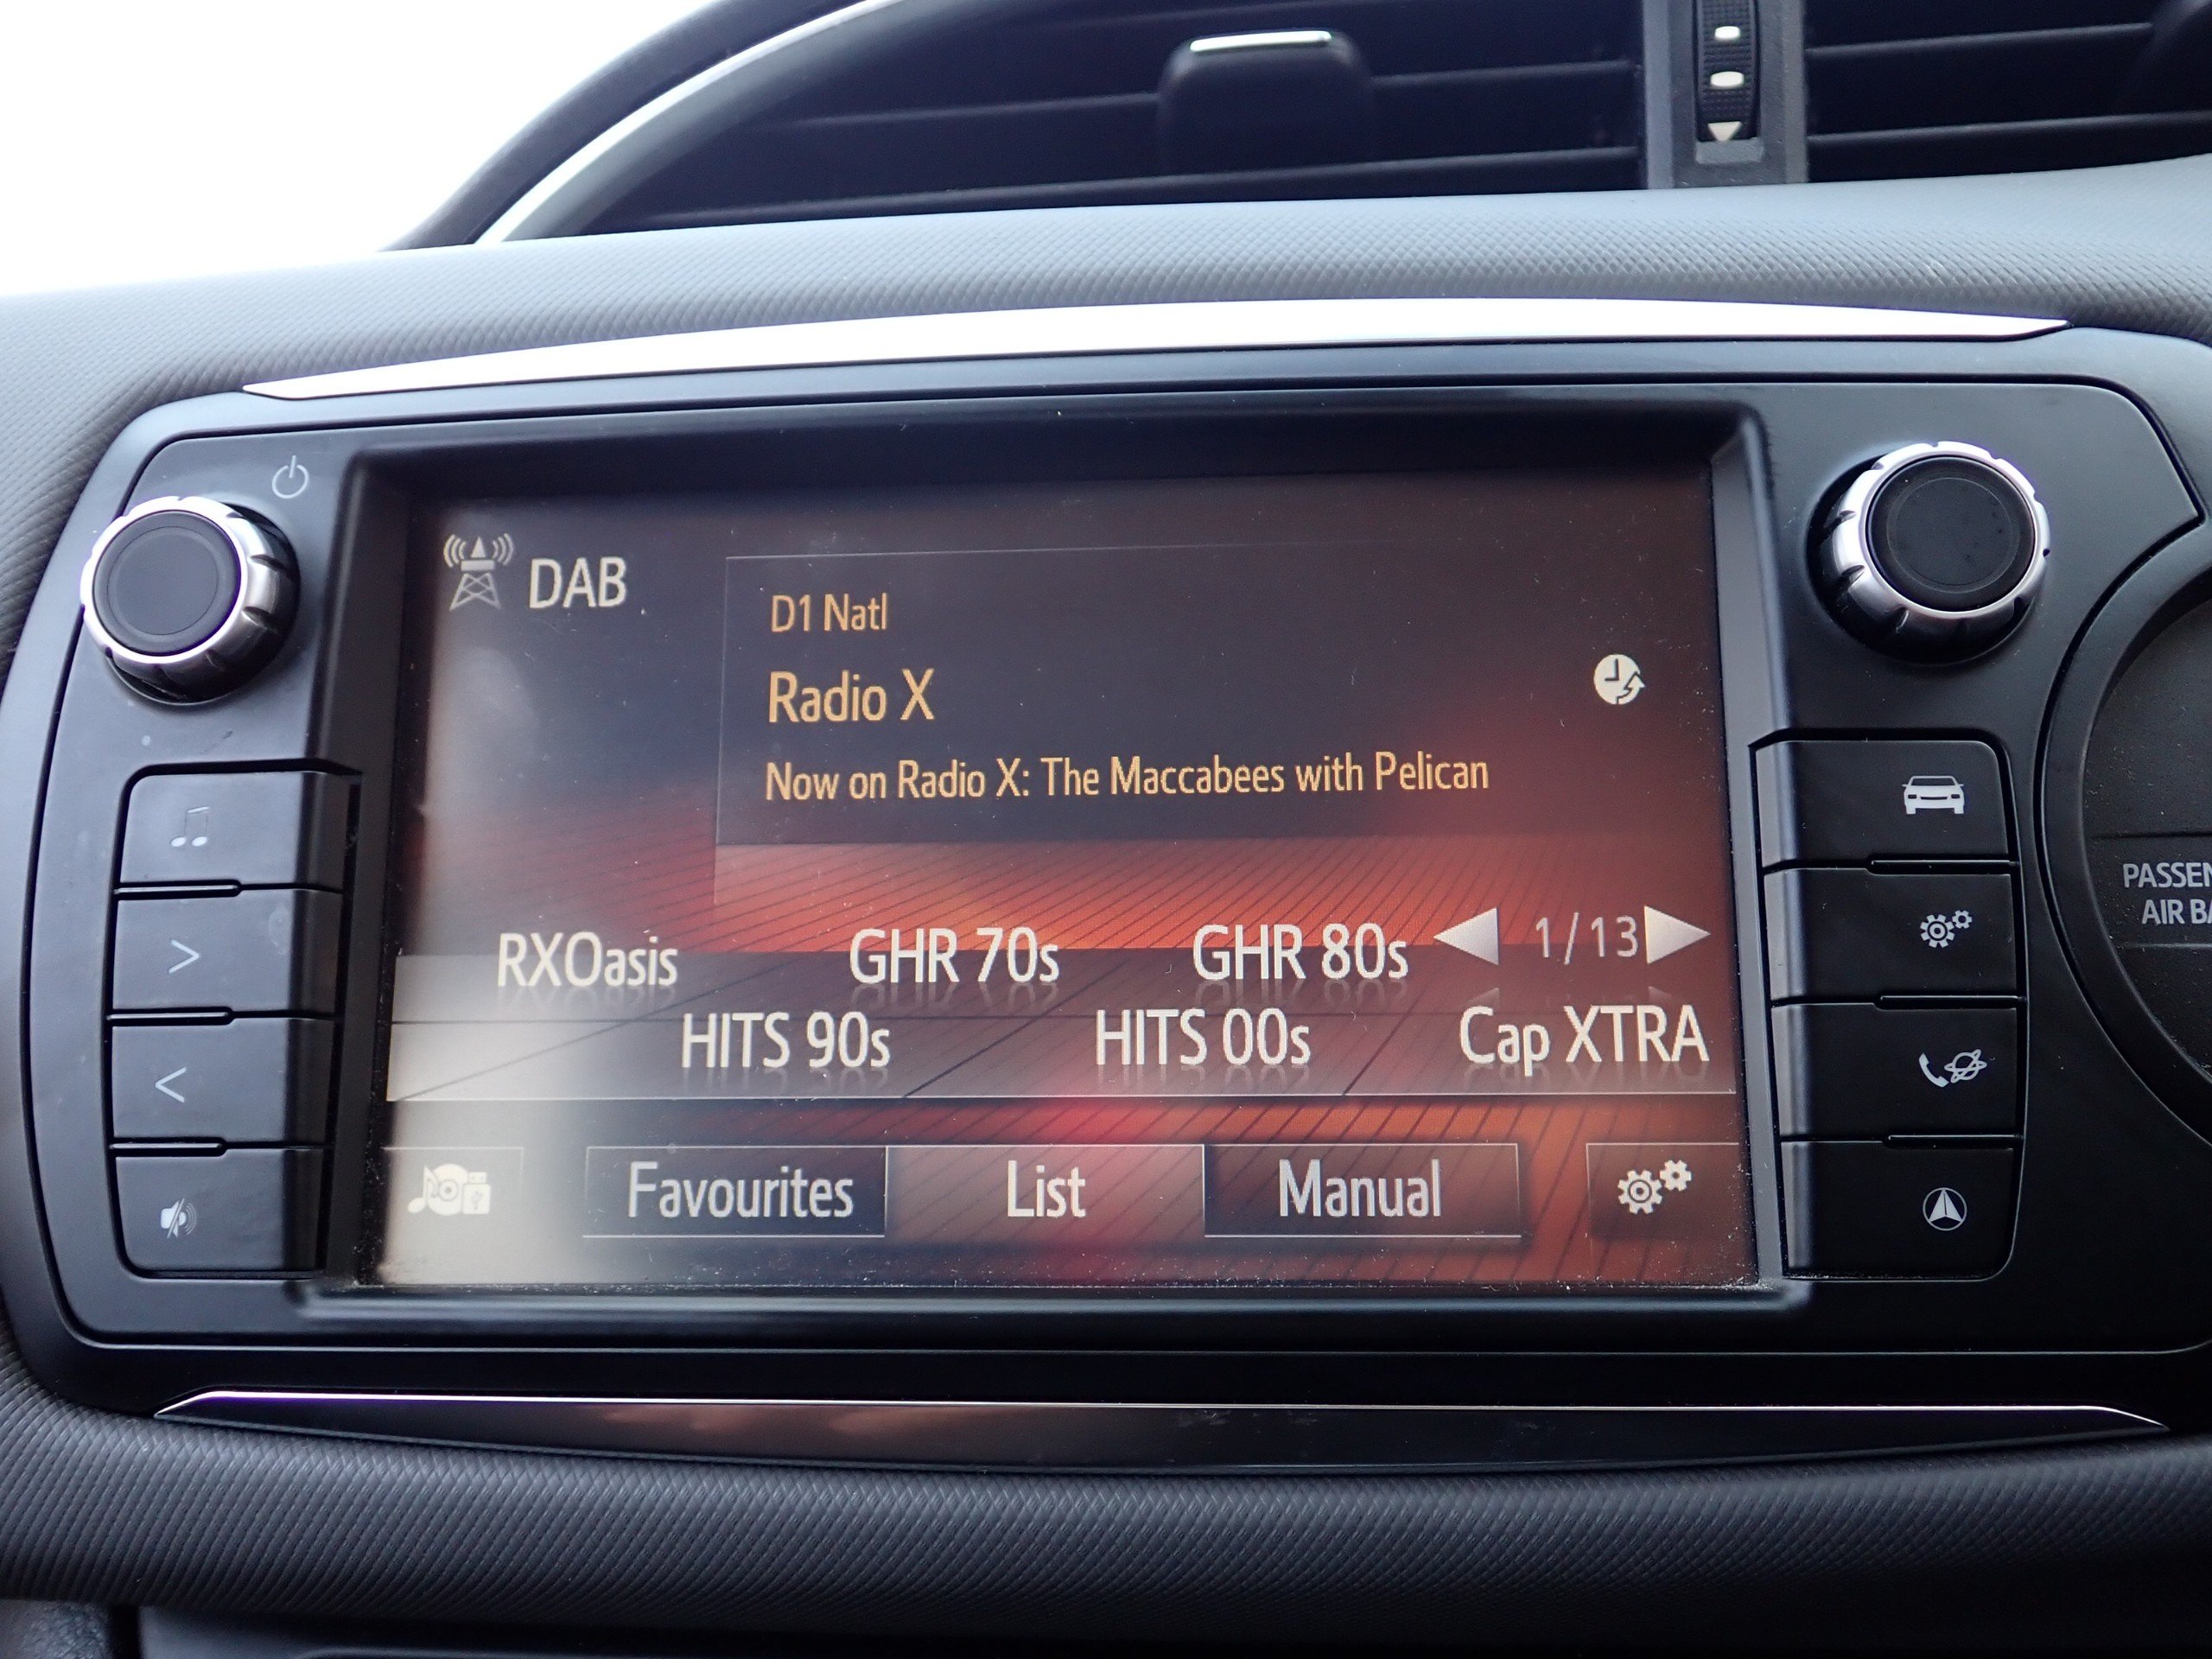 DAB
D1 Natl
Radio X
Now on Radio X: The Maccabees with Pelican
RXOasis GHR 70s GHR 80s 1/13
HITS 90s HITS 00s Cap XTRA
Favourites List Manual
PASSEN
AIR BA